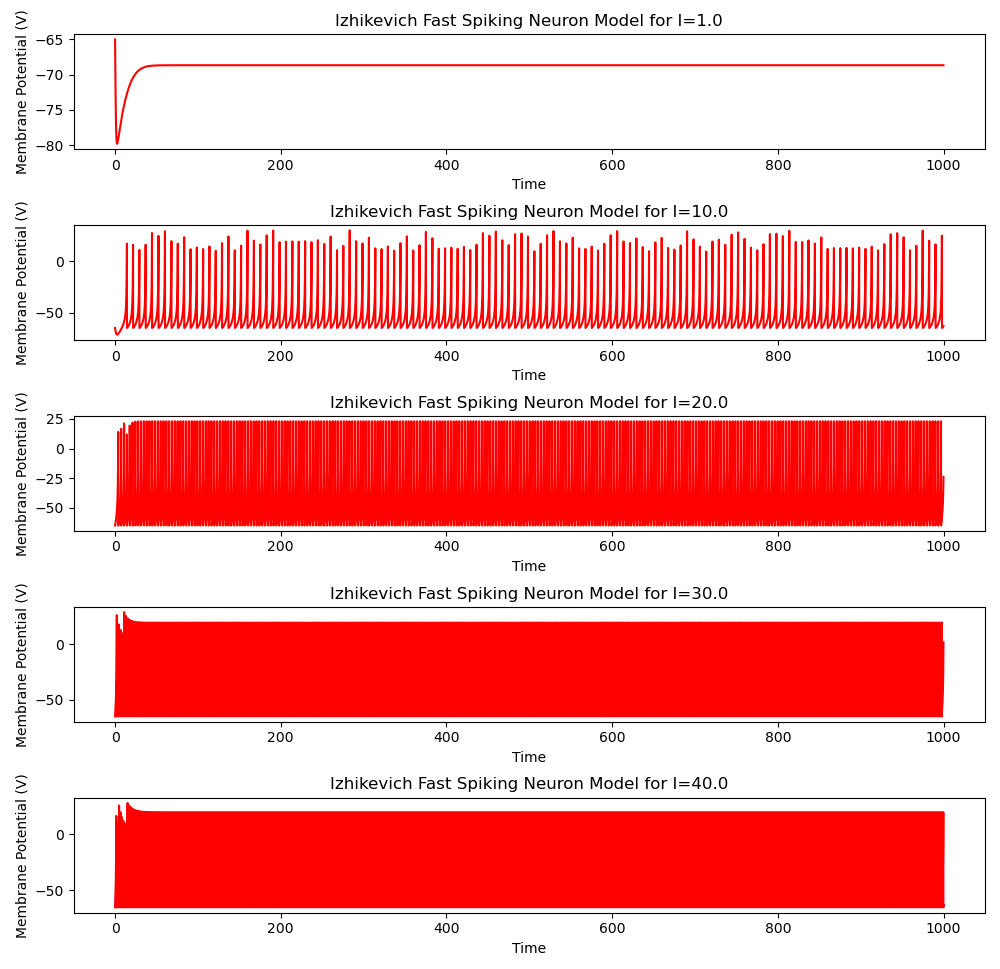 Izhikevich Fast Spiking Neuron Model for I=1.0
Membrane Potential (V)
−65
−70
−75
−80
0 200 400 600 800 1000
Time
Izhikevich Fast Spiking Neuron Model for I=10.0
Membrane Potential (V)
0
−50
0 200 400 600 800 1000
Time
Izhikevich Fast Spiking Neuron Model for I=20.0
Membrane Potential (V)
25
0
−25
−50
0 200 400 600 800 1000
Time
Izhikevich Fast Spiking Neuron Model for I=30.0
Membrane Potential (V)
0
−50
0 200 400 600 800 1000
Time
Izhikevich Fast Spiking Neuron Model for I=40.0
Membrane Potential (V)
0
−50
0 200 400 600 800 1000
Time